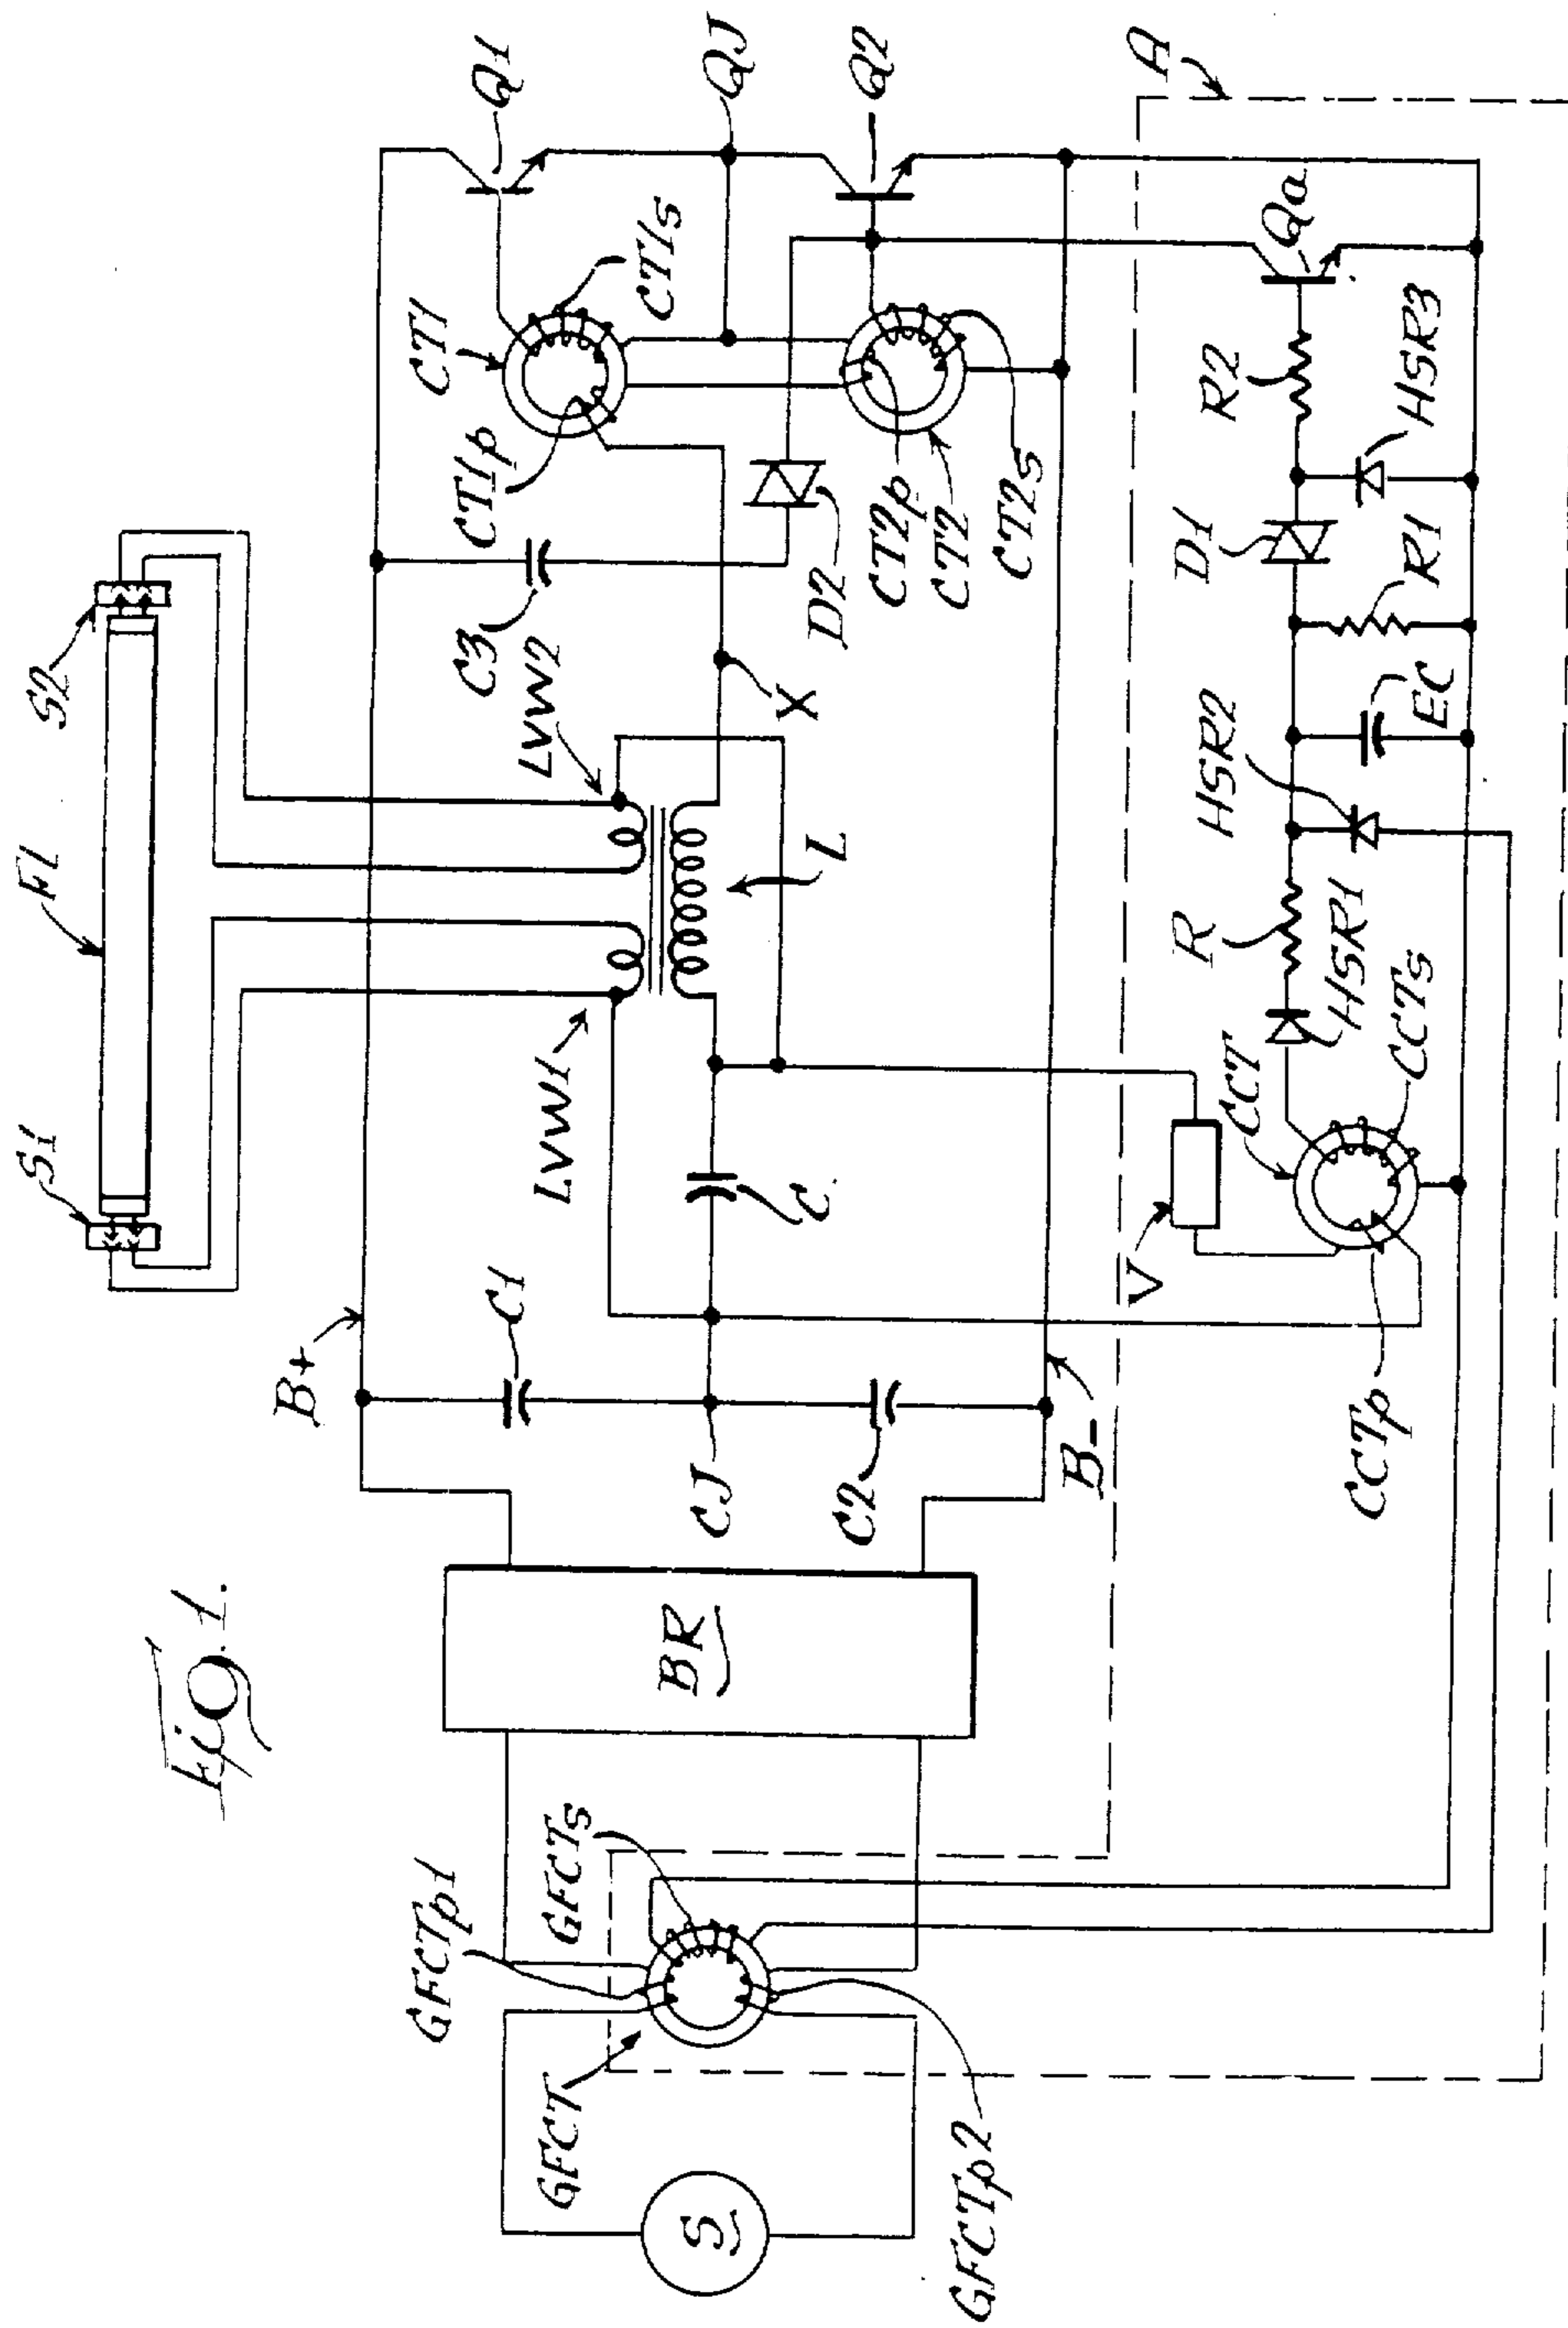 Fig. 1.
S1
F1
S2
B+
LVW1
LVW2
C3
CT1p
CT1
CT1s
Q1
QJ
Q2
GFCTp1
GFCTs
GFCT
S
GFCTp2
BR
CJ
C1
C2
B-
C
L
X
D2
CT2p
CT2
CT2s
A
V
CCT
CCTp
CCTs
R
HSR1
HSR2
EC
D1
R1
R2
HSR3
Qa